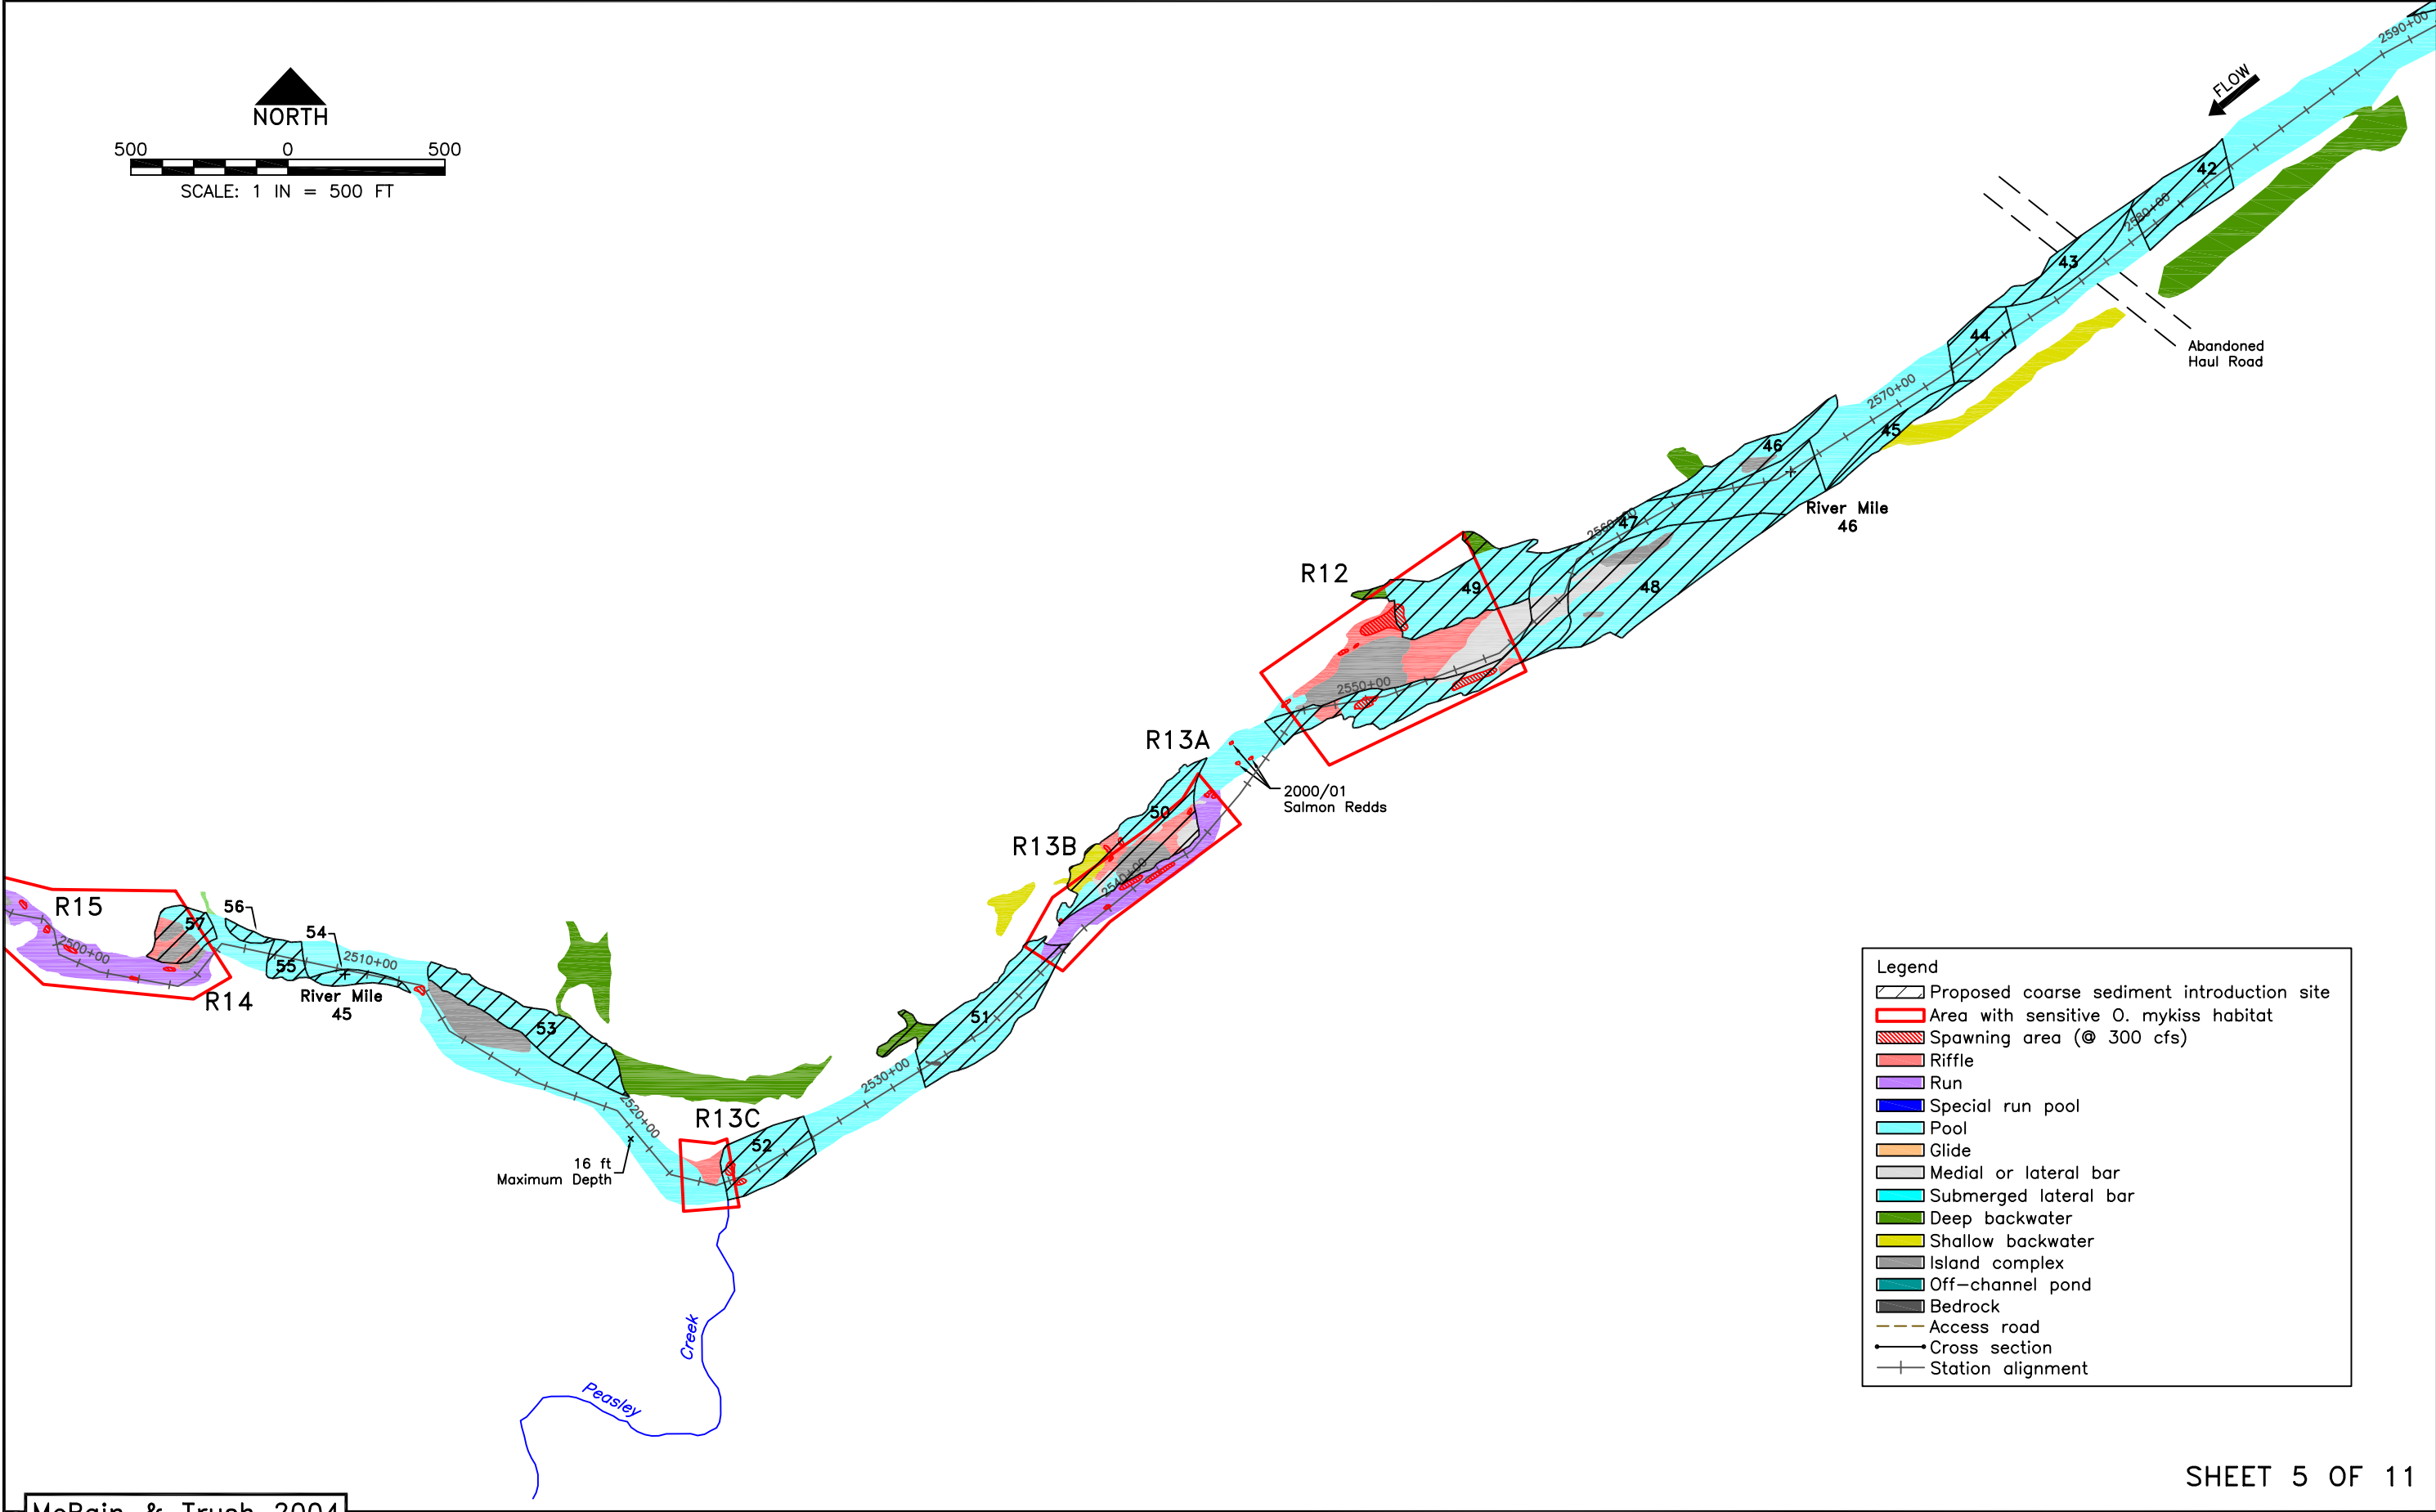 NORTH
500 0 500
SCALE: 1 IN = 500 FT
2590+00
FLOW
42
2580+00
43
44
Abandoned
Haul Road
2570+00
45
46
River Mile
46
47
2560+00
48
49
R12
2550+00
R13A
2000/01
Salmon Redds
50
R13B
2540+00
51
2530+00
R13C
52
2520+00
16 ft
Maximum Depth
53
2510+00
54
River Mile
45
55
56
57
R15
2500+00
R14
Creek
Peasley
Legend
Proposed coarse sediment introduction site
Area with sensitive O. mykiss habitat
Spawning area (@ 300 cfs)
Riffle
Run
Special run pool
Pool
Glide
Medial or lateral bar
Submerged lateral bar
Deep backwater
Shallow backwater
Island complex
Off-channel pond
Bedrock
Access road
Cross section
Station alignment
SHEET 5 OF 11
McBain & Trush 2004